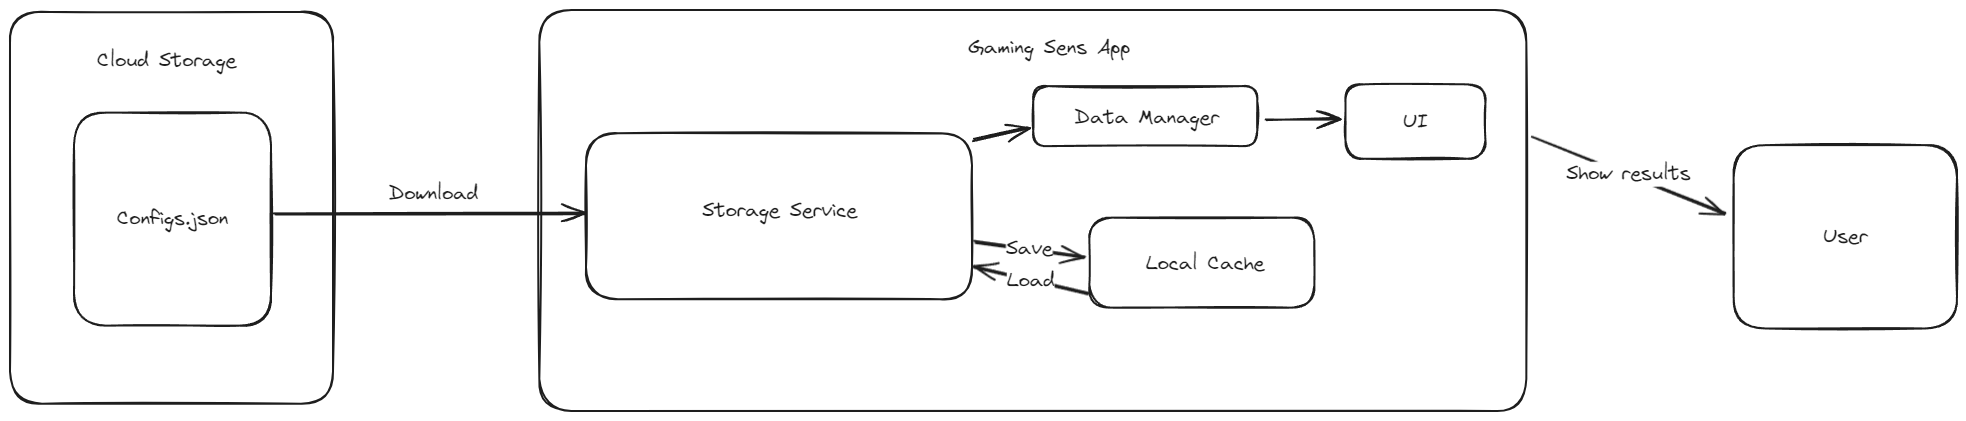 Cloud Storage
Configs.json
Download
Gaming Sens App
Storage Service
Data Manager
UI
Save
Load
Local Cache
Show results
User